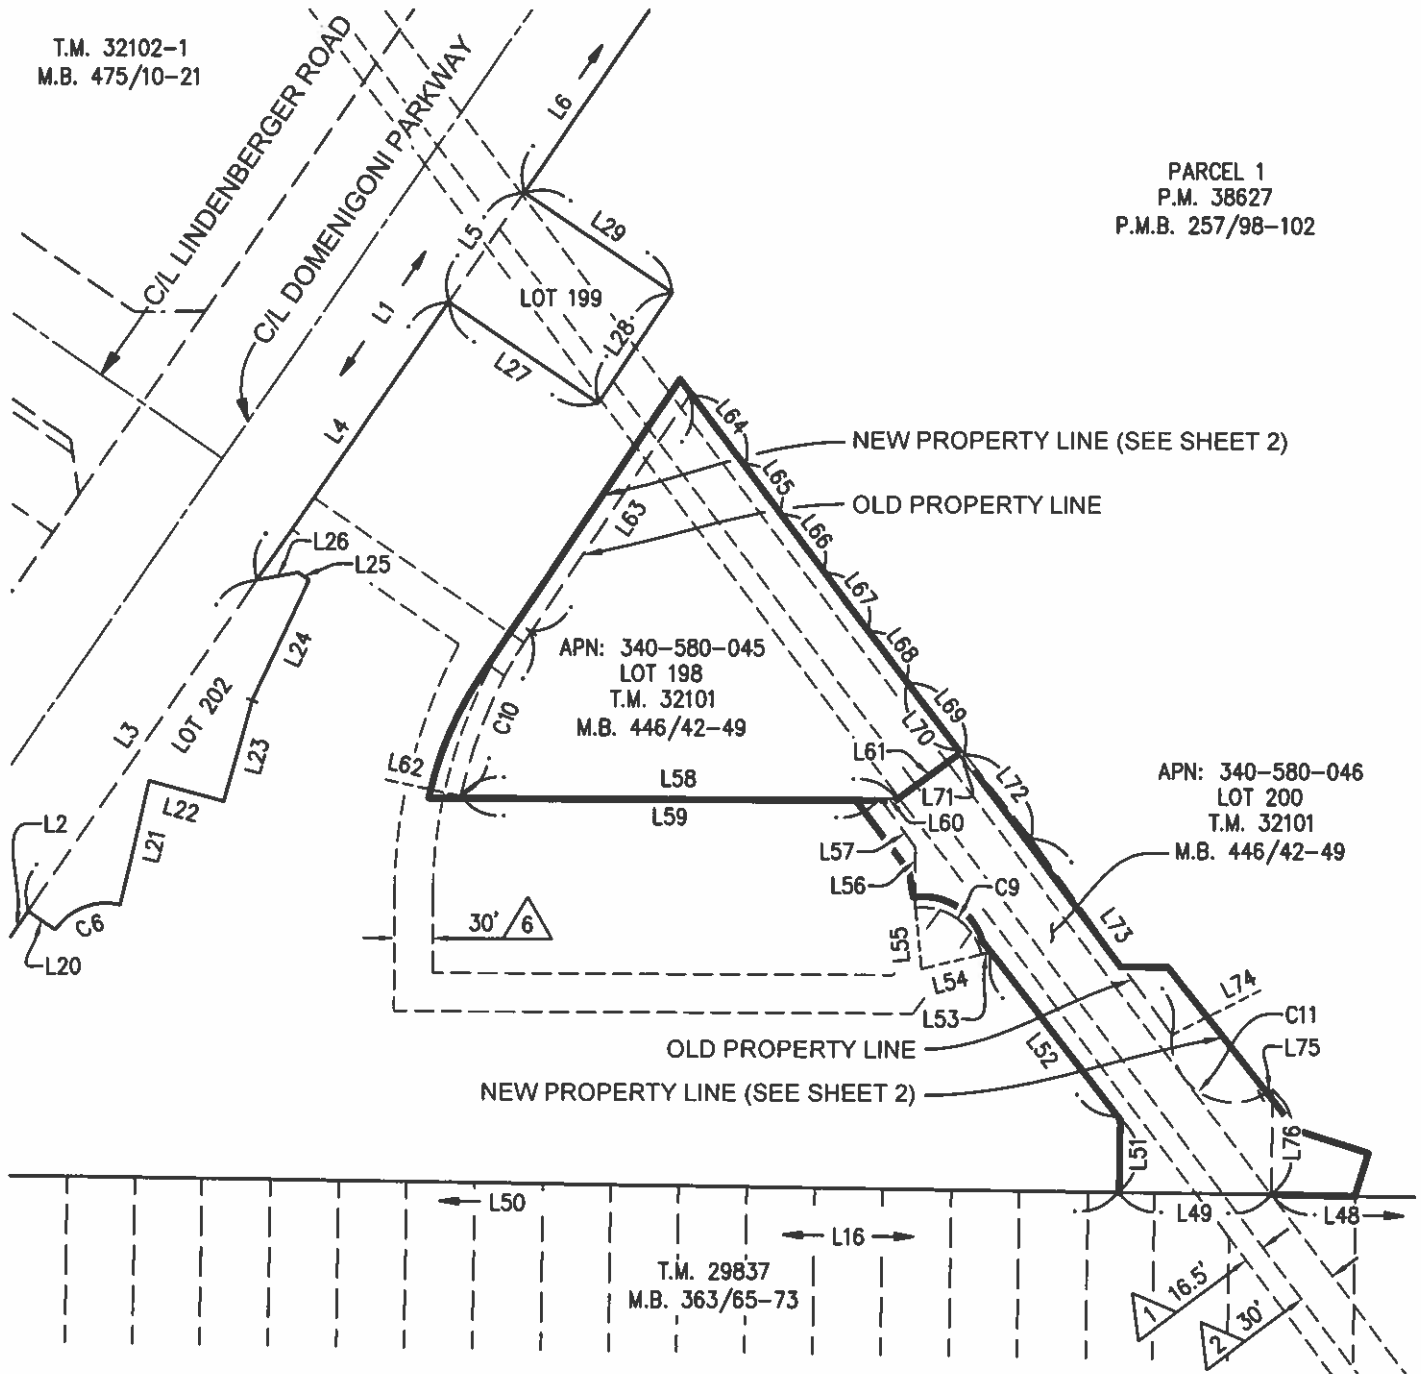 T.M. 32102-1
M.B. 475/10-21
C/L LINDENBERGER ROAD
C/L DOMENIGONI PARKWAY
L6
PARCEL 1
P.M. 38627
P.M.B. 257/98-102
L5
L29
LOT 199
L1
L28
L27
L4
L64
NEW PROPERTY LINE (SEE SHEET 2)
L65
OLD PROPERTY LINE
L63
L66
L26
L25
L67
L24
APN: 340-580-045
LOT 198
T.M. 32101
M.B. 446/42-49
L68
LOT 202
L3
C10
L69
L70
L61
L62
L58
L59
L71
L72
L60
APN: 340-580-046
LOT 200
T.M. 32101
M.B. 446/42-49
L23
L22
L21
L2
L57
L56
C9
C6
L20
30' 6
L55
L54
L53
L73
L74
C11
L75
OLD PROPERTY LINE
L52
NEW PROPERTY LINE (SEE SHEET 2)
L51
L76
L50
L49
L48
L16
T.M. 29837
M.B. 363/65-73
1 16.5'
2 30'